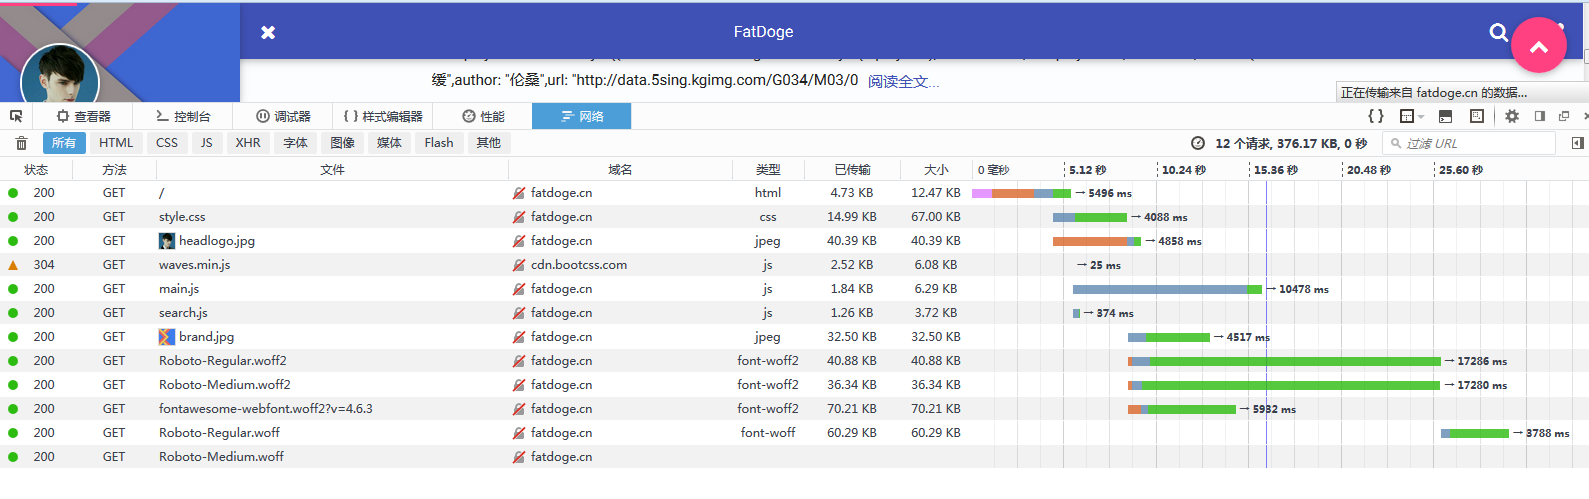 FatDoge
缓",author: "伦桑",url: "http://data.5sing.kgimg.com/G034/M03/0 阅读全文...
正在传输来自 fatdoge.cn 的数据...
查看器 控制台 调试器 { } 样式编辑器 性能 网络 { }
所有 HTML CSS JS XHR 字体 图像 媒体 Flash 其他 12 个请求, 376.17 KB, 0 秒 过滤 URL
状态 方法 文件 域名 类型 已传输 大小 0 毫秒 5.12 秒 10.24 秒 15.36 秒 20.48 秒 25.60 秒
200 GET / fatdoge.cn html 4.73 KB 12.47 KB → 5496 ms
200 GET style.css fatdoge.cn css 14.99 KB 67.00 KB → 4088 ms
200 GET headlogo.jpg fatdoge.cn jpeg 40.39 KB 40.39 KB → 4858 ms
304 GET waves.min.js cdn.bootcss.com js 2.52 KB 6.08 KB → 25 ms
200 GET main.js fatdoge.cn js 1.84 KB 6.29 KB → 10478 ms
200 GET search.js fatdoge.cn js 1.26 KB 3.72 KB → 374 ms
200 GET brand.jpg fatdoge.cn jpeg 32.50 KB 32.50 KB → 4517 ms
200 GET Roboto-Regular.woff2 fatdoge.cn font-woff2 40.88 KB 40.88 KB → 17286 ms
200 GET Roboto-Medium.woff2 fatdoge.cn font-woff2 36.34 KB 36.34 KB → 17280 ms
200 GET fontawesome-webfont.woff2?v=4.6.3 fatdoge.cn font-woff2 70.21 KB 70.21 KB → 5932 ms
200 GET Roboto-Regular.woff fatdoge.cn font-woff 60.29 KB 60.29 KB → 3788 ms
200 GET Roboto-Medium.woff fatdoge.cn